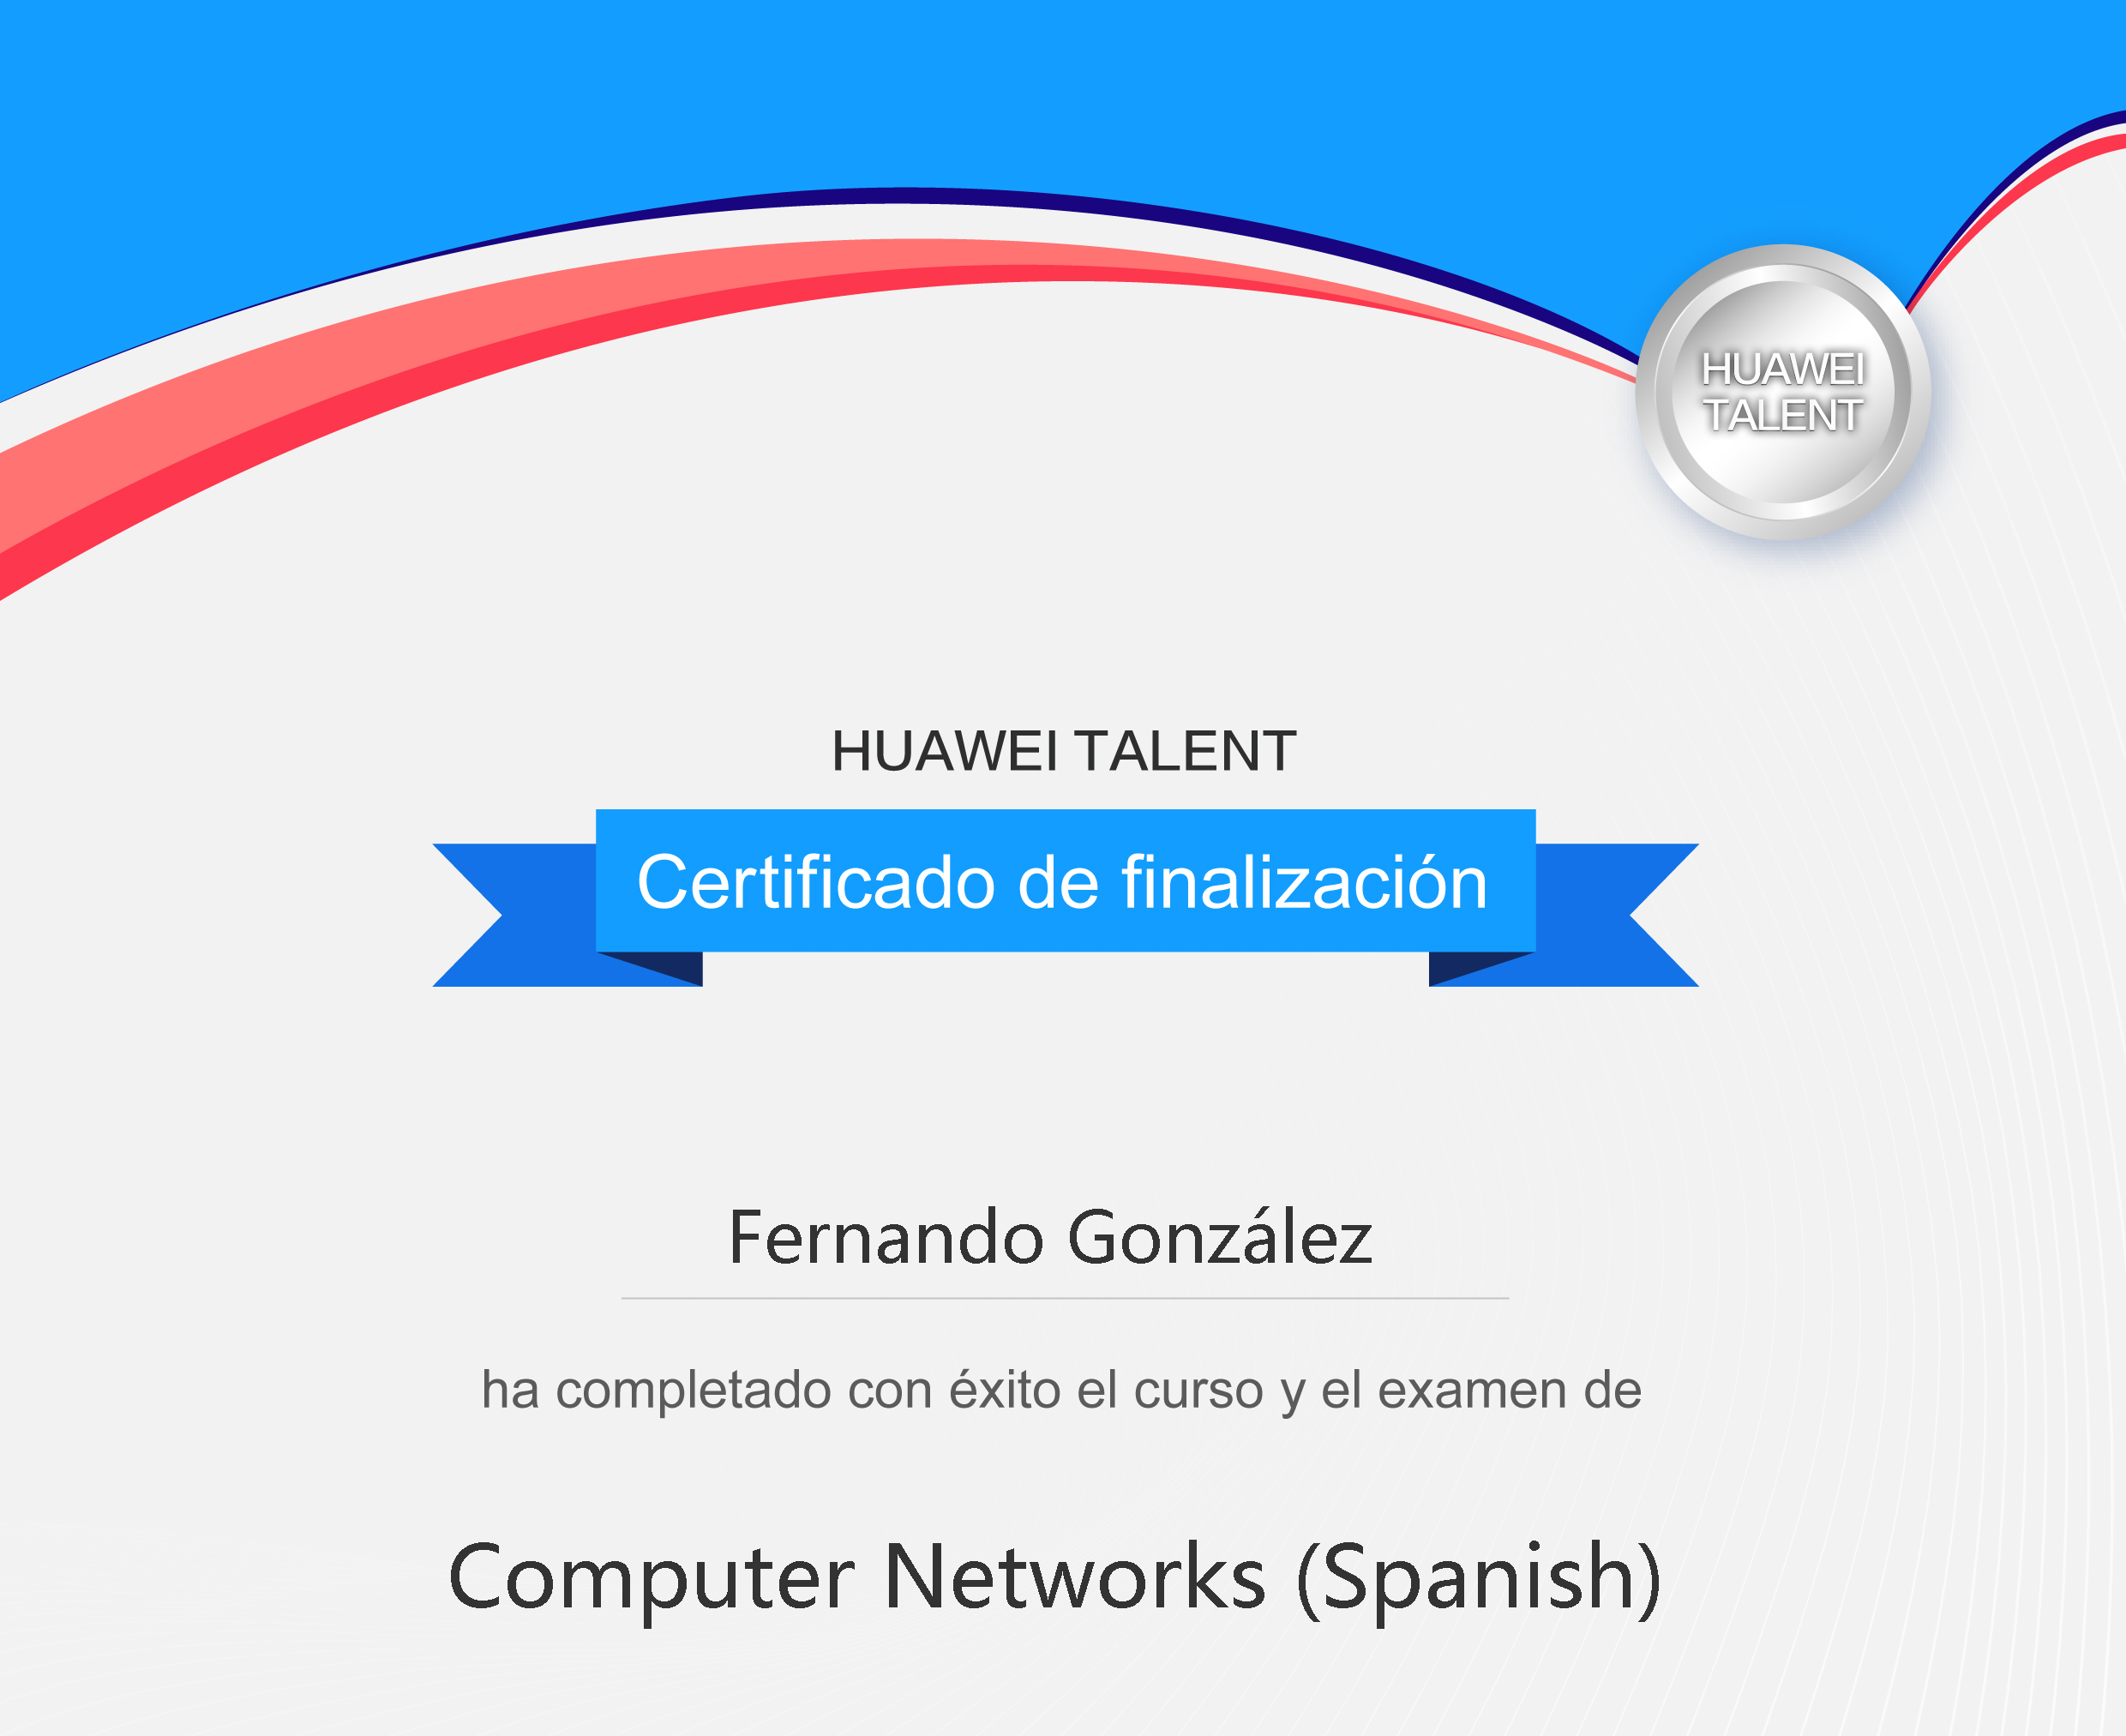 HUAWEI
TALENT
HUAWEI TALENT
Certificado de finalización
Fernando González
ha completado con éxito el curso y el examen de
Computer Networks (Spanish)